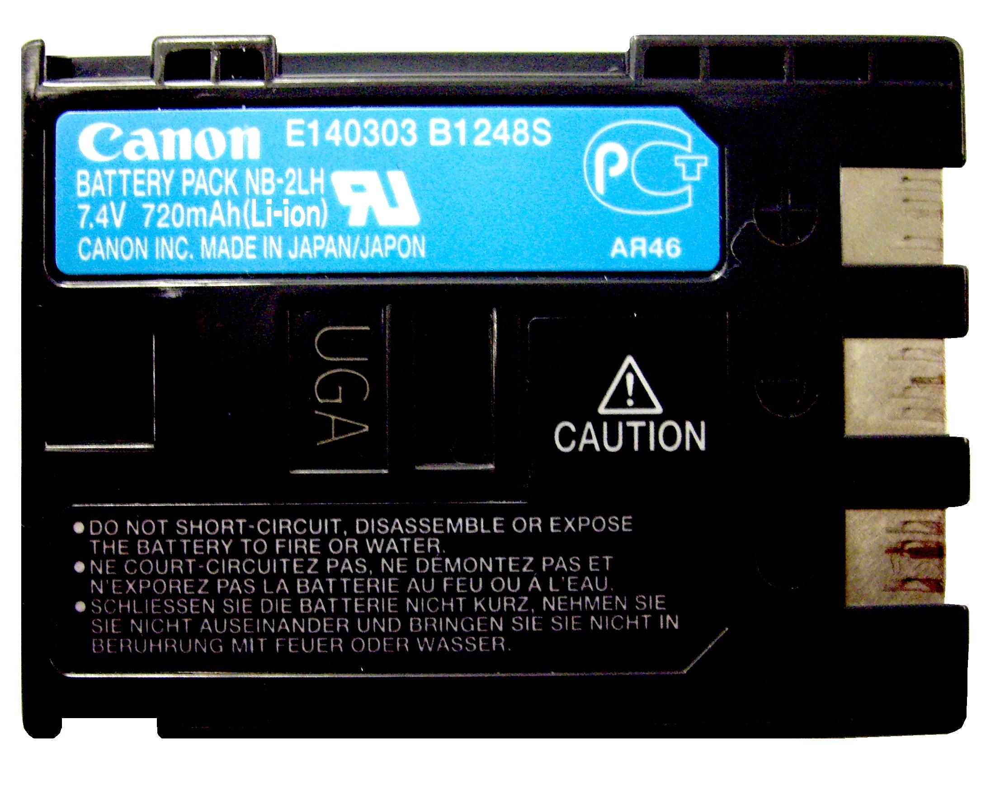 Canon E140303 B1248S
BATTERY PACK NB-2LH
7.4V 720mAh(Li-ion)
CANON INC. MADE IN JAPAN/JAPON
PCT
АЯ46
UGA
CAUTION
●DO NOT SHORT-CIRCUIT, DISASSEMBLE OR EXPOSE
THE BATTERY TO FIRE OR WATER.
●NE COURT-CIRCUITEZ PAS, NE DÉMONTEZ PAS ET
N'EXPOREZ PAS LA BATTERIE AU FEU OU À L'EAU.
●SCHLIESSEN SIE DIE BATTERIE NICHT KURZ, NEHMEN SIE
SIE NICHT AUSEINANDER UND BRINGEN SIE SIE NICHT IN
BERÜHRUNG MIT FEUER ODER WASSER.